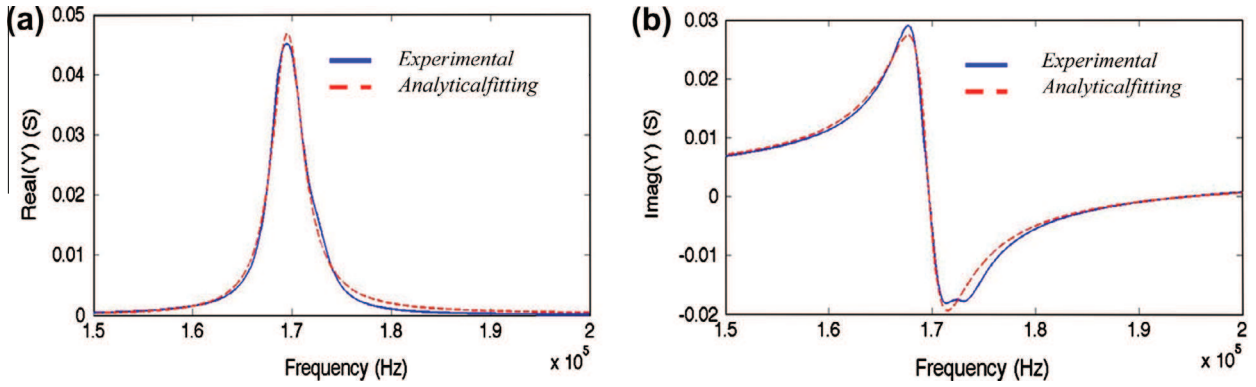 (a)
0.05
0.04
0.03
0.02
0.01
0
Real(Y) (S)
Experimental
Analyticalfitting
1.5 1.6 1.7 1.8 1.9 2
x 10^5
Frequency (Hz)
(b)
0.03
0.02
0.01
0
-0.01
-0.02
Imag(Y) (S)
Experimental
Analyticalfitting
1.5 1.6 1.7 1.8 1.9 2
x 10^5
Frequency (Hz)